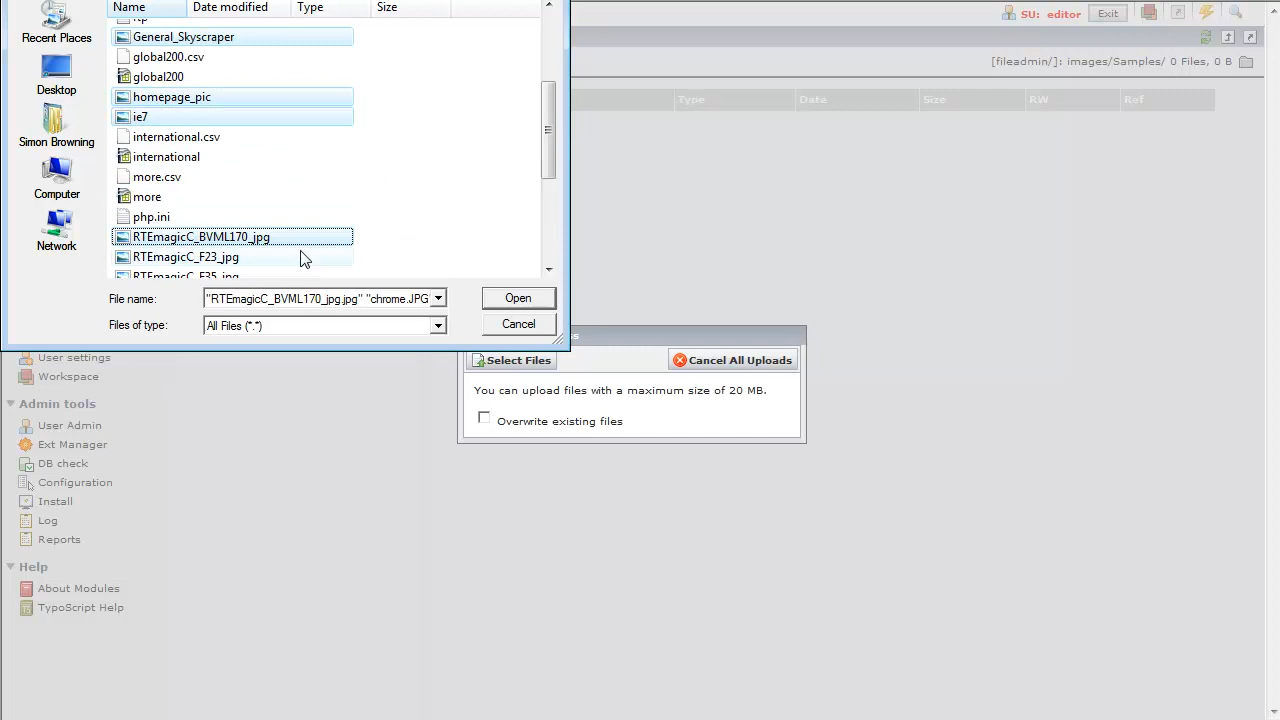 Name Date modified Type Size
Recent Places
Desktop
Simon Browning
Computer
Network
General_Skyscraper
global200.csv
global200
homepage_pic
ie7
international.csv
international
more.csv
more
php.ini
RTEmagicC_BVML170_jpg
RTEmagicC_F23_jpg
RTEmagicC_F35_jpg
File name: "RTEmagicC_BVML170_jpg.jpg" "chrome.JPG
Open
Files of type: All Files (*.*)
Cancel
SU: editor Exit
[fileadmin/]: images/Samples/ 0 Files, 0 B
Type Data Size RW Ref
Select Files Cancel All Uploads
You can upload files with a maximum size of 20 MB.
Overwrite existing files
User settings
Workspace
Admin tools
User Admin
Ext Manager
DB check
Configuration
Install
Log
Reports
Help
About Modules
TypoScript Help